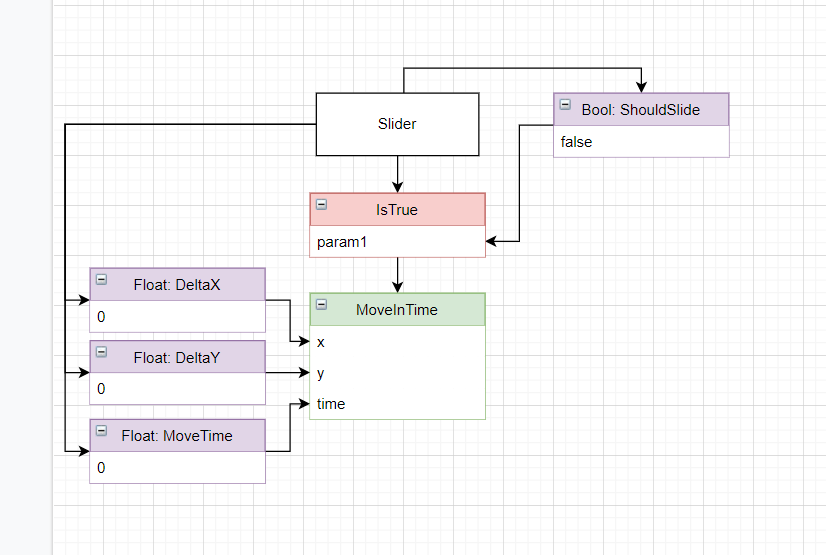 Slider
Bool: ShouldSlide
false
IsTrue
param1
Float: DeltaX
0
Float: DeltaY
0
Float: MoveTime
0
MoveInTime
x
y
time